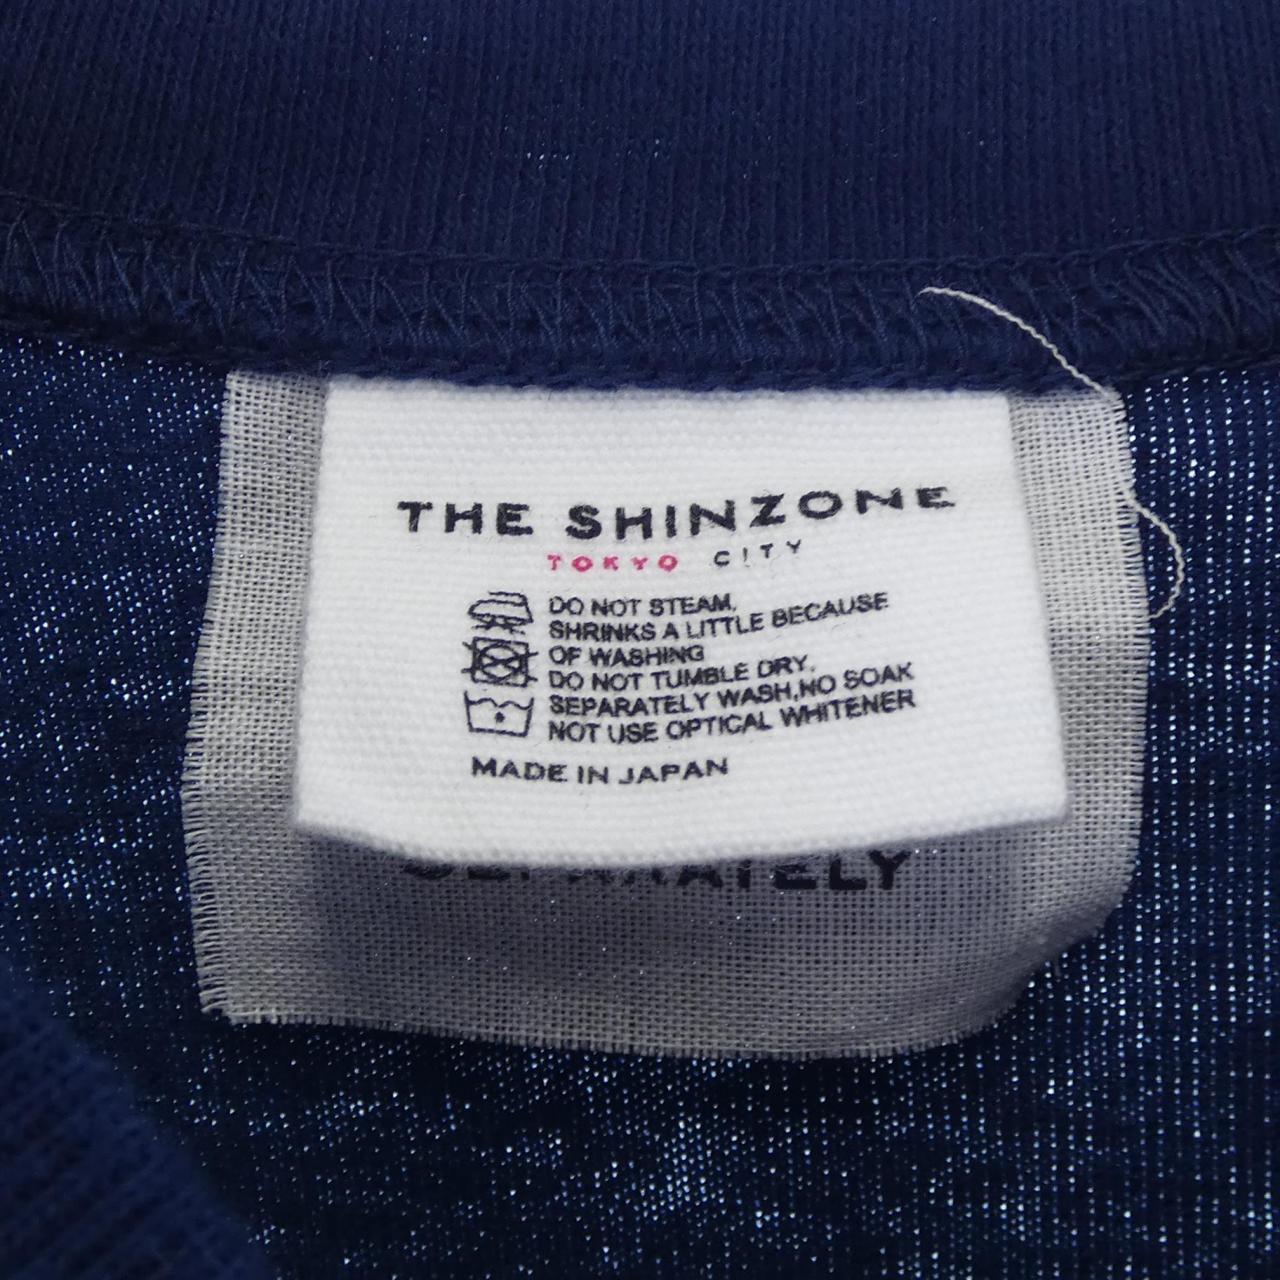 THE SHINZONE
TOKYO CITY
DO NOT STEAM,
SHRINKS A LITTLE BECAUSE
OF WASHING
DO NOT TUMBLE DRY.
SEPARATELY WASH,NO SOAK
NOT USE OPTICAL WHITENER
MADE IN JAPAN
SEPARATELY